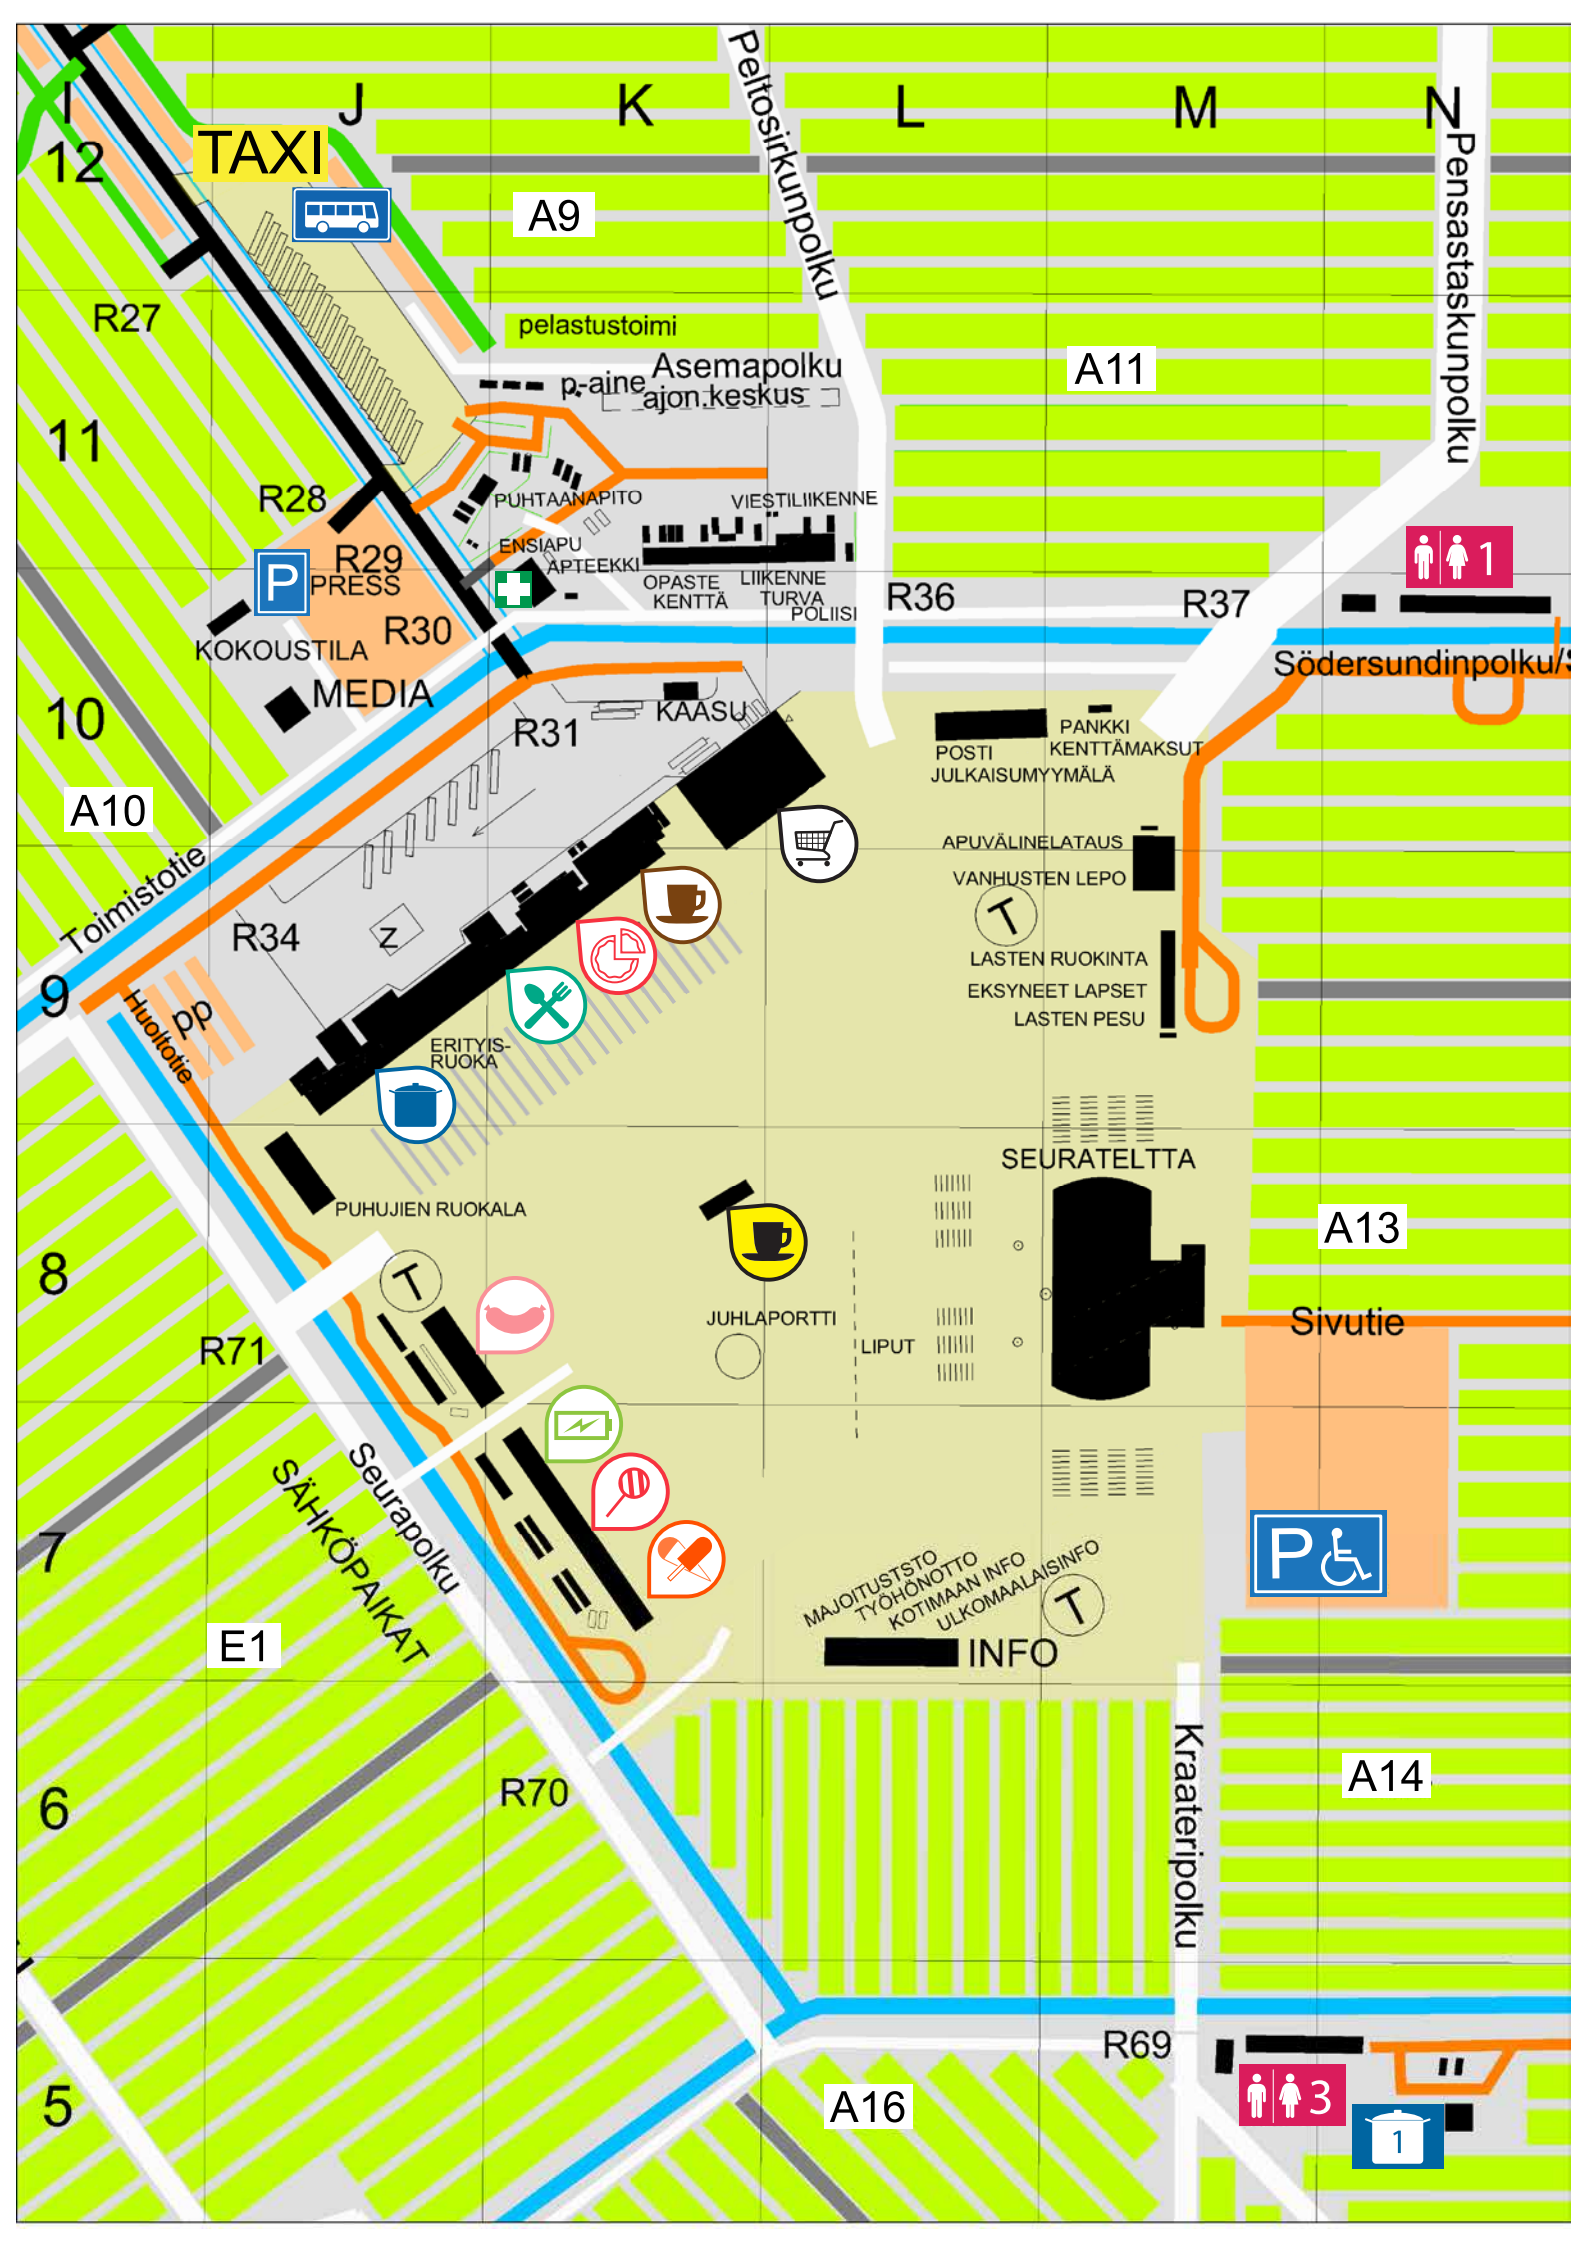 I
J
K
L
M
N
12
TAXI
A9
Peltosirkunpolku
Pensastaskunpolku
R27
pelastustoimi
Asemapolku
p-aine
ajon.keskus
A11
11
R28
PUHTAANAPITO
VIESTILIIKENNE
R29
P
PRESS
ENSIAPU
APTEEKKI
OPASTE
KENTTÄ
LIIKENNE
TURVA
POLIISI
R36
R37
1
R30
KOKOUSTILA
MEDIA
Södersundinpolku/S
10
R31
KAASU
POSTI
JULKAISUMYYMÄLÄ
PANKKI
KENTTÄMAKSUT
A10
Toimistotie
APUVÄLINELATAUS
VANHUSTEN LEPO
T
R34
Z
9
Huoltotie
pp
LASTEN RUOKINTA
EKSYNEET LAPSET
LASTEN PESU
ERITYIS-
RUOKA
SEURATELTTA
PUHUJIEN RUOKALA
A13
8
T
JUHLAPORTTI
LIPUT
Sivutie
R71
Seurapolku
SÄHKÖPAIKAT
7
P
MAJOITUSTSTO
TYÖHÖNOTTO
KOTIMAAN INFO
ULKOMAALAISINFO
T
E1
INFO
Kraateripolku
A14
R70
6
R69
5
A16
3
1